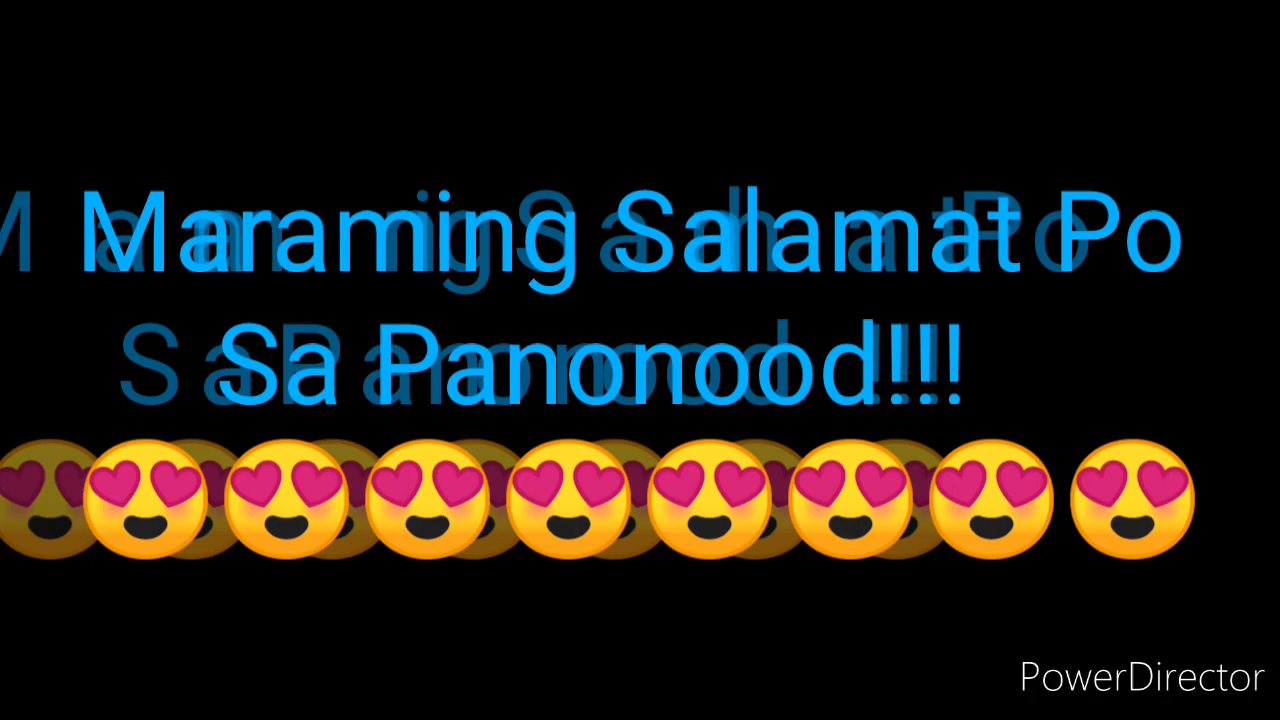 Maraming Salamat Po
Sa Panonood!!!
😍😍😍😍😍😍😍😍
PowerDirector